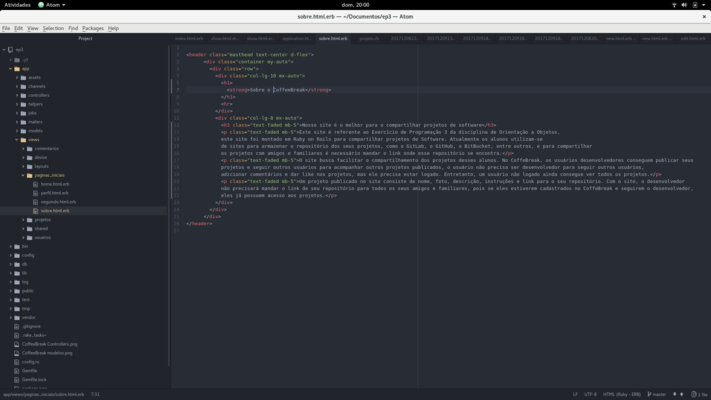 Atividades
Atom
dom, 20:00
sobre.html.erb — ~/Documentos/ep3 — Atom
File Edit View Selection Find Packages Help
Project
sobre.html.erb
ep3
.git
app
assets
channels
controllers
helpers
jobs
mailers
models
views
comentarios
devise
layouts
paginas_iniciais
home.html.erb
perfil.html.erb
seguindo.html.erb
sobre.html.erb
projetos
shared
usuarios
bin
config
db
lib
log
public
test
tmp
vendor
.gitignore
CoffeeBreak Controllers.png
CoffeeBreak modelos.png
config.ru
Gemfile
Gemfile.lock
<header class="masthead text-center d-flex">
<div class="container my-auto">
<div class="row">
<div class="col-lg-10 mx-auto">
<h1>
<strong>Sobre o CoffeeBreak</strong>
</h1>
<hr>
</div>
<div class="col-lg-8 mx-auto">
<h3 class="text-faded mb-5">Nosso site é o melhor para o compartilhar projetos de software</h3>
<p class="text-faded mb-5">Este site é referente ao Exercício de Programação 3 da disciplina de Orientação a Objetos,
este site foi montado em Ruby on Rails para compartilhar projetos de Software. Atualmente os alunos utilizam-se
de sites para armazenar o repositório dos seus projetos, como o GitLab, o GitHub, o BitBucket, entre outros, e para compartilhar
os projetos com amigos e familiares é necessário mandar o link onde esse repositório se encontra.</p>
<p class="text-faded mb-5">O site busca facilitar o compartilhamento dos projetos desses alunos. No CoffeeBreak, os usuários desenvolvedores conseguem publicar seus
projetos e seguir outros usuários para acompanhar outros projetos, o usuário não precisa ser desenvolvedor para seguir outros usuários,
adicionar comentários e dar like nos projetos, mas ele precisa estar logado. Entretanto, um usuário não logado ainda consegue ver todos os projetos.</p>
<p class="text-faded mb-5">Um projeto publicado no site consiste de nome, foto, descrição, instruções e link para o seu repositório. Com o site, o desenvolvedor
não precisará mandar o link de seu repositório para todos os seus amigos e familiares, pois se eles estiverem cadastrados no CoffeeBreak e seguirem o desenvolvedor,
eles já possuem acesso aos projetos.</p>
</div>
</div>
</div>
</header>
app/views/paginas_iniciais/sobre.html.erb 7:31
LF UTF-8 HTML (Ruby - ERB) master 1 file